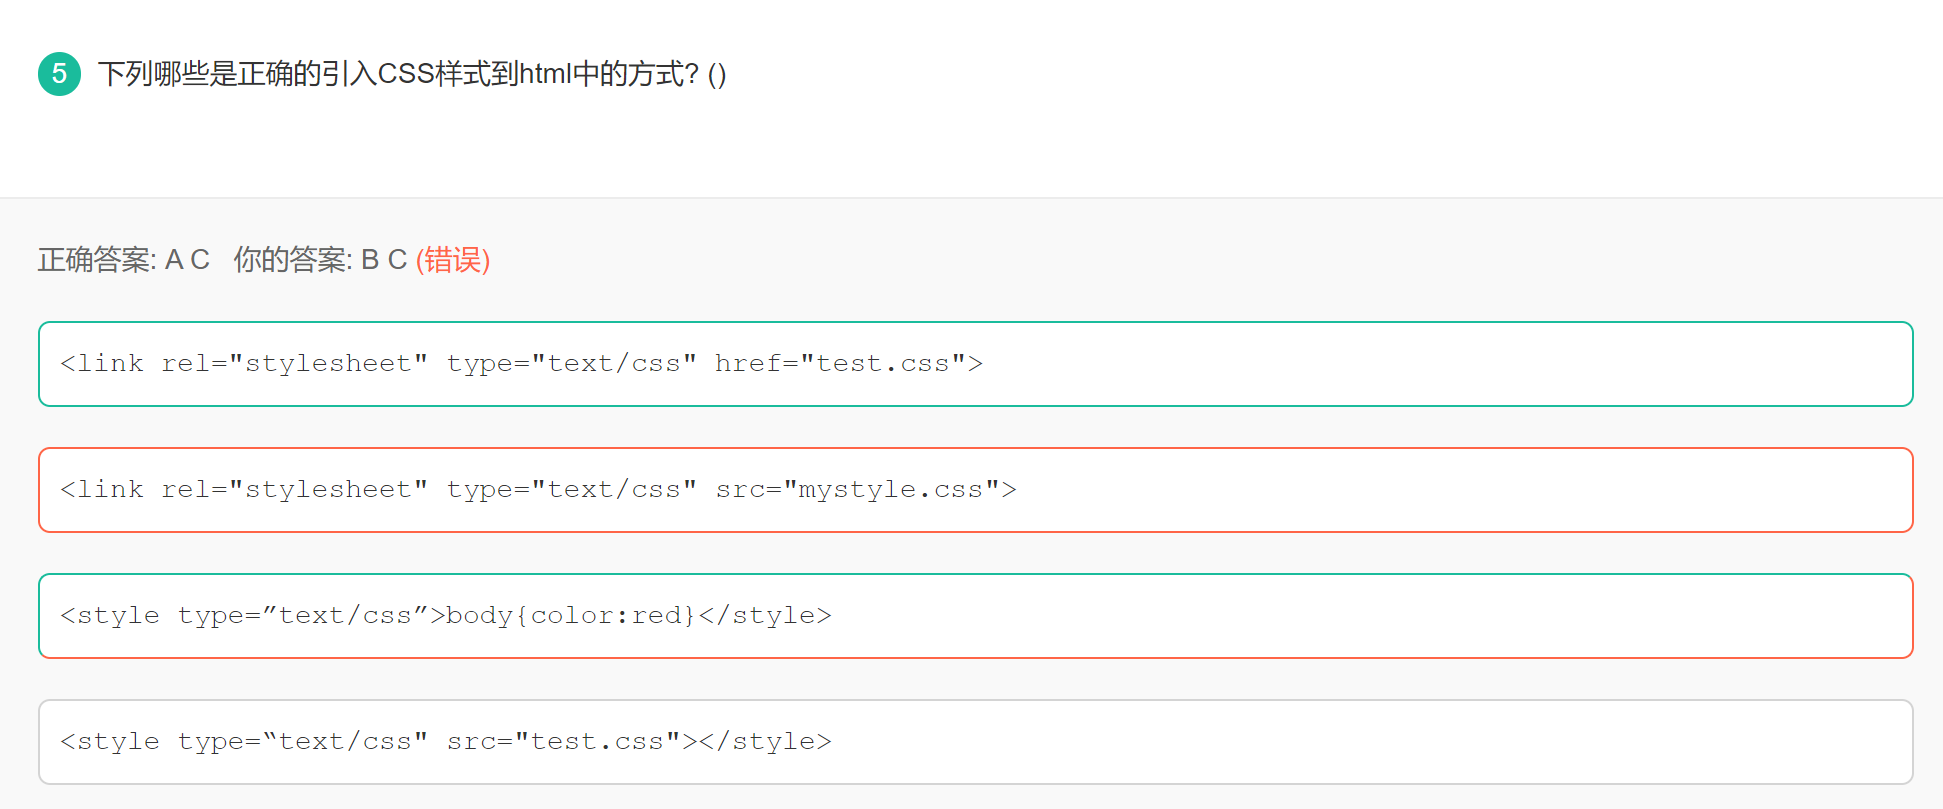 5 下列哪些是正确的引入CSS样式到html中的方式? ()
正确答案: A C 你的答案: B C (错误)
<link rel="stylesheet" type="text/css" href="test.css">
<link rel="stylesheet" type="text/css" src="mystyle.css">
<style type=”text/css”>body{color:red}</style>
<style type=‟text/css" src="test.css"></style>